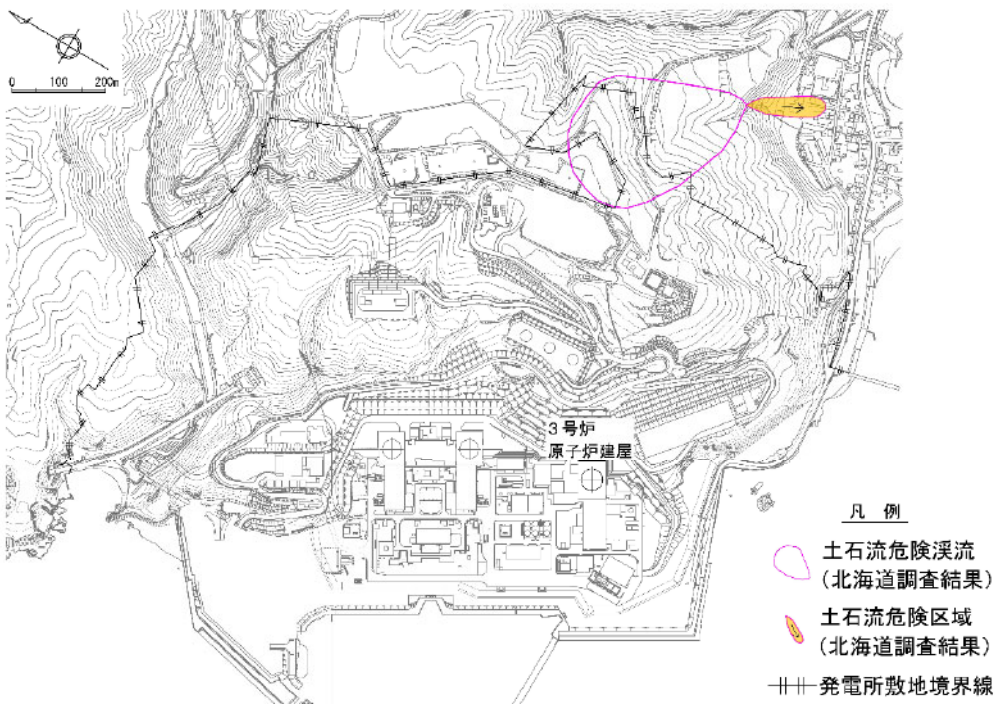 0 100 200m
3号炉
原子炉建屋
凡例
土石流危険渓流
(北海道調査結果)
土石流危険区域
(北海道調査結果)
発電所敷地境界線